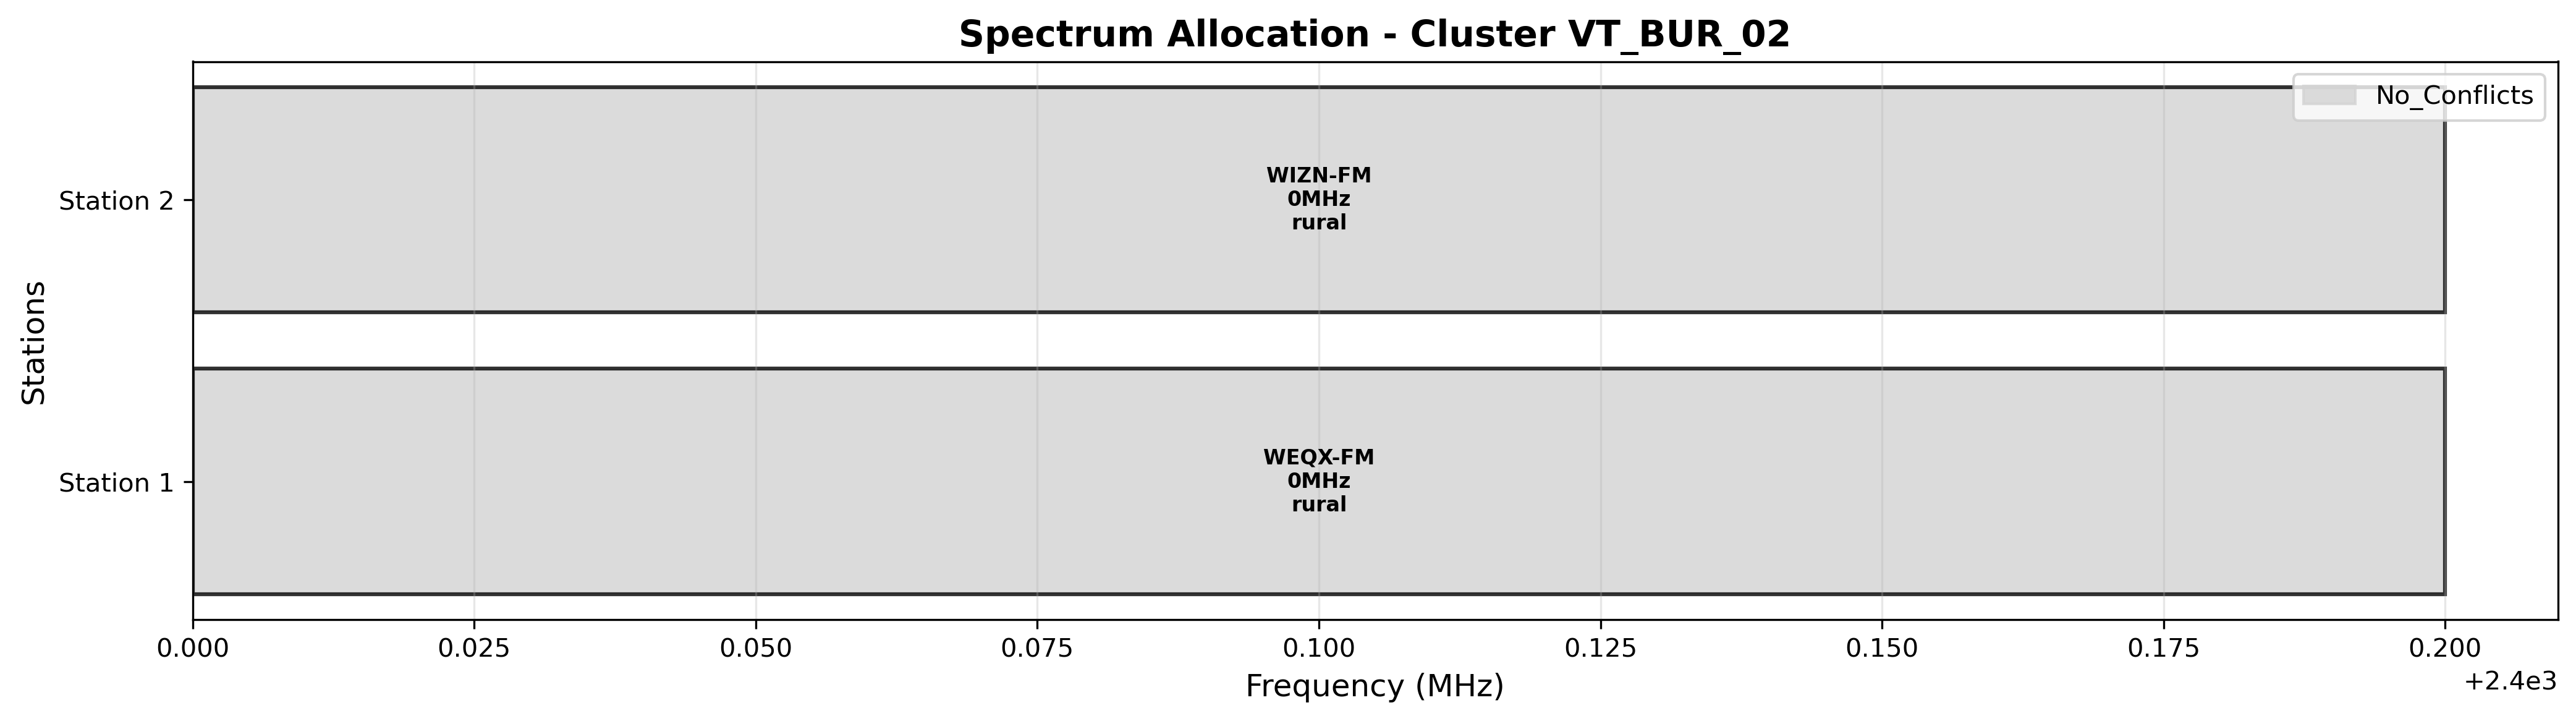 Spectrum Allocation - Cluster VT_BUR_02
No_Conflicts
Stations
Station 2
WIZN-FM
0MHz
rural
Station 1
WEQX-FM
0MHz
rural
0.000 0.025 0.050 0.075 0.100 0.125 0.150 0.175 0.200
+2.4e3
Frequency (MHz)